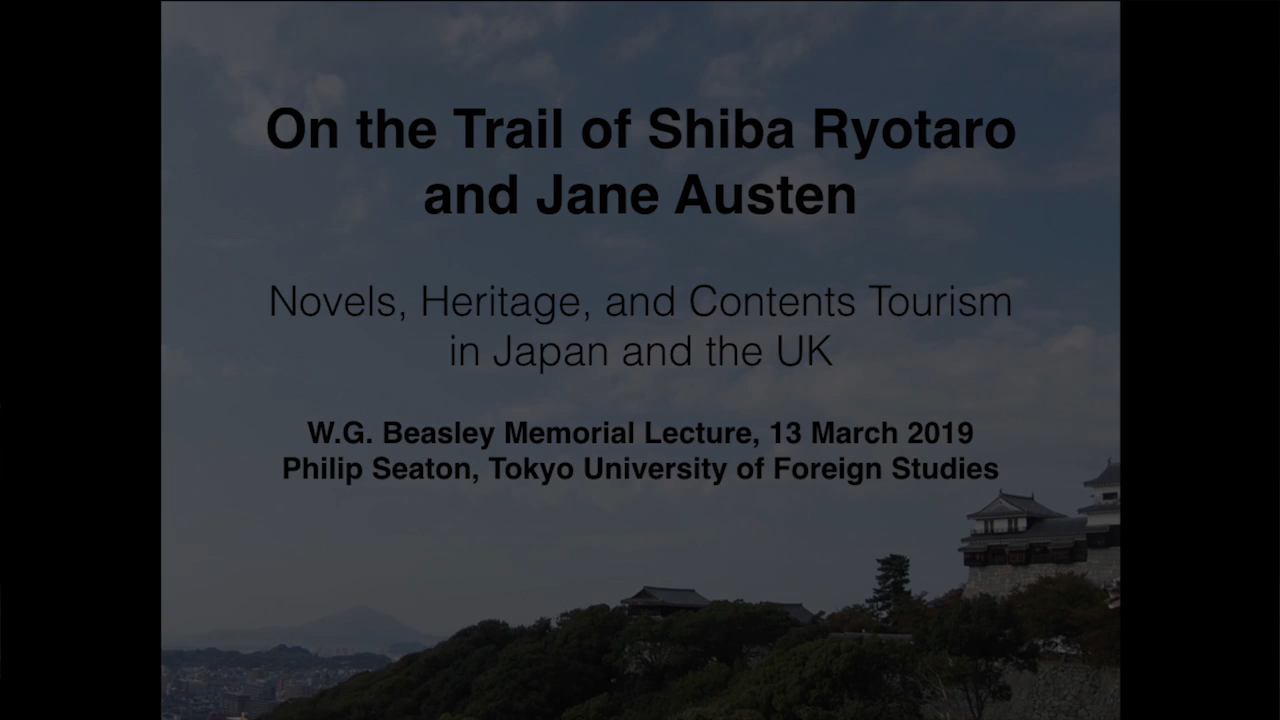 On the Trail of Shiba Ryotaro
and Jane Austen
Novels, Heritage, and Contents Tourism
in Japan and the UK
W.G. Beasley Memorial Lecture, 13 March 2019
Philip Seaton, Tokyo University of Foreign Studies